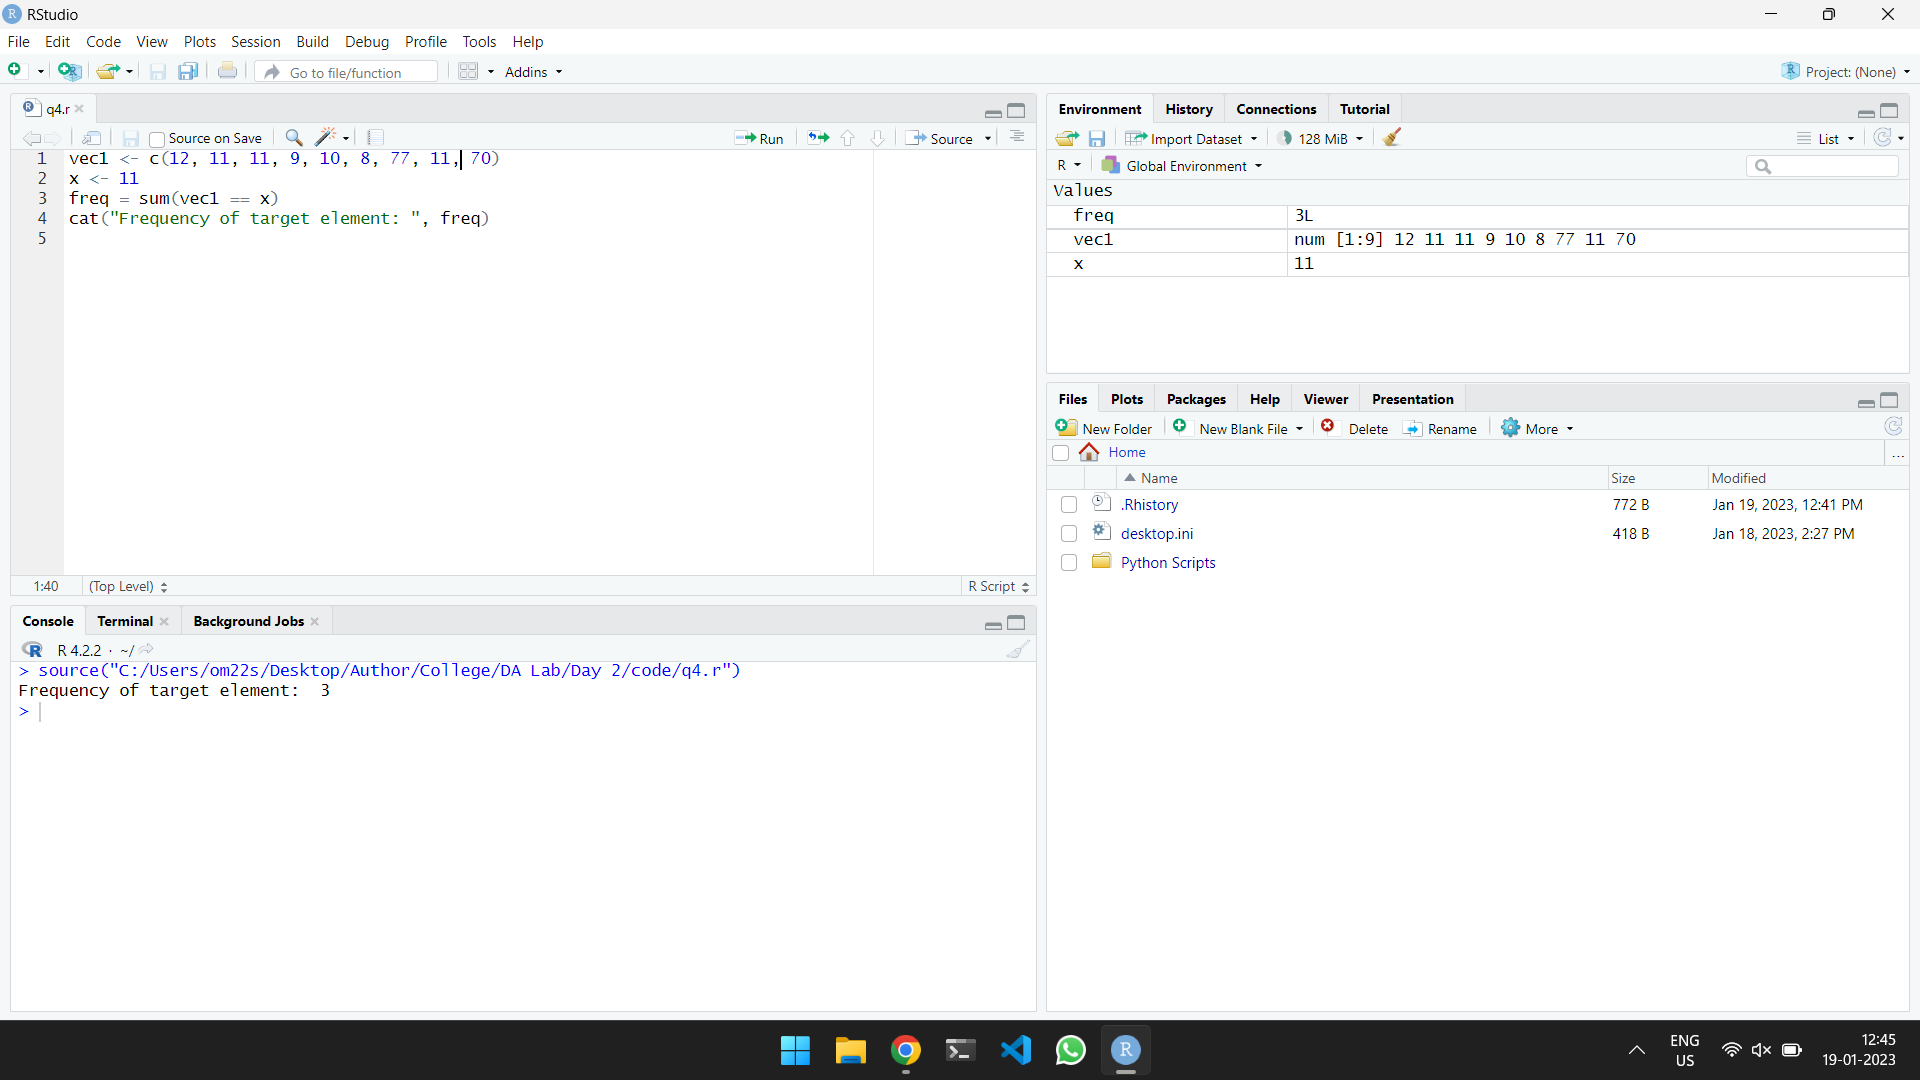 RStudio
File Edit Code View Plots Session Build Debug Profile Tools Help
Go to file/function Addins Project: (None)
q4.r
Source on Save Run Source
1 vec1 <- c(12, 11, 11, 9, 10, 8, 77, 11, 70)
2 x <- 11
3 freq = sum(vec1 == x)
4 cat("Frequency of target element: ", freq)
5
1:40 (Top Level) R Script
Console Terminal Background Jobs
R 4.2.2 · ~/
> source("C:/Users/om22s/Desktop/Author/College/DA Lab/Day 2/code/q4.r")
Frequency of target element:  3
>
Environment History Connections Tutorial
Import Dataset 128 MiB List
R Global Environment
Values
freq 3L
vec1 num [1:9] 12 11 11 9 10 8 77 11 70
x 11
Files Plots Packages Help Viewer Presentation
New Folder New Blank File Delete Rename More
Home ...
Name Size Modified
.Rhistory 772 B Jan 19, 2023, 12:41 PM
desktop.ini 418 B Jan 18, 2023, 2:27 PM
Python Scripts
ENG 12:45
US 19-01-2023